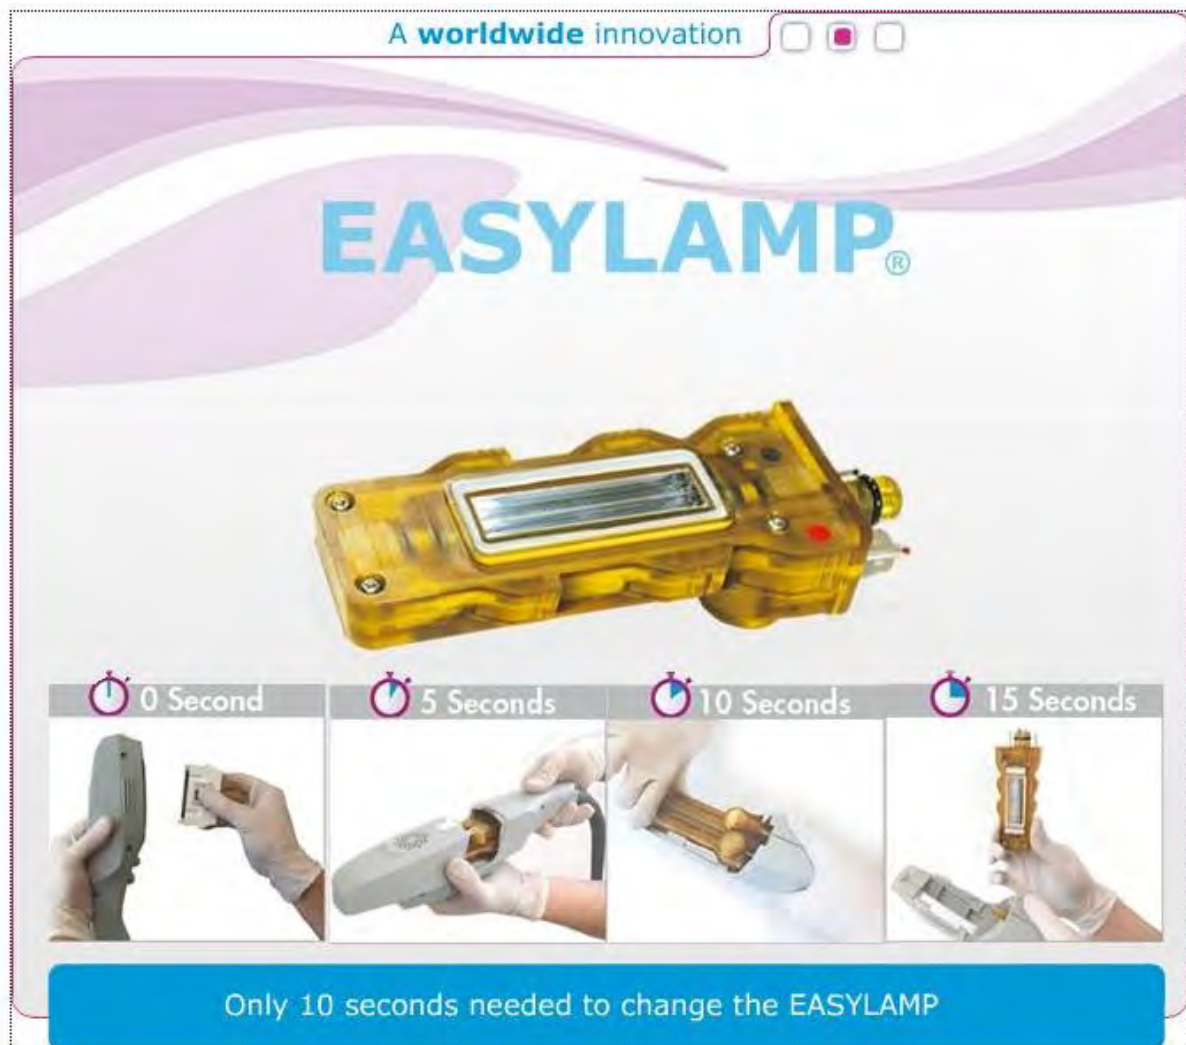 A worldwide innovation
EASYLAMP®
0 Second
5 Seconds
10 Seconds
15 Seconds
Only 10 seconds needed to change the EASYLAMP